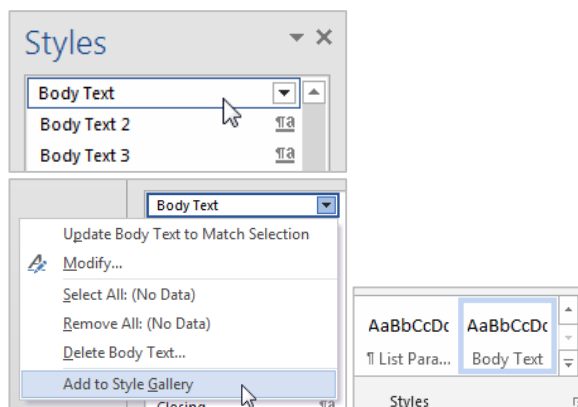 Styles
Body Text
Body Text 2 ¶a
Body Text 3 ¶a
Body Text
Update Body Text to Match Selection
Modify...
Select All: (No Data)
Remove All: (No Data)
Delete Body Text...
Add to Style Gallery
Closing ¶a
AaBbCcDc AaBbCcDc
¶ List Para... Body Text
Styles